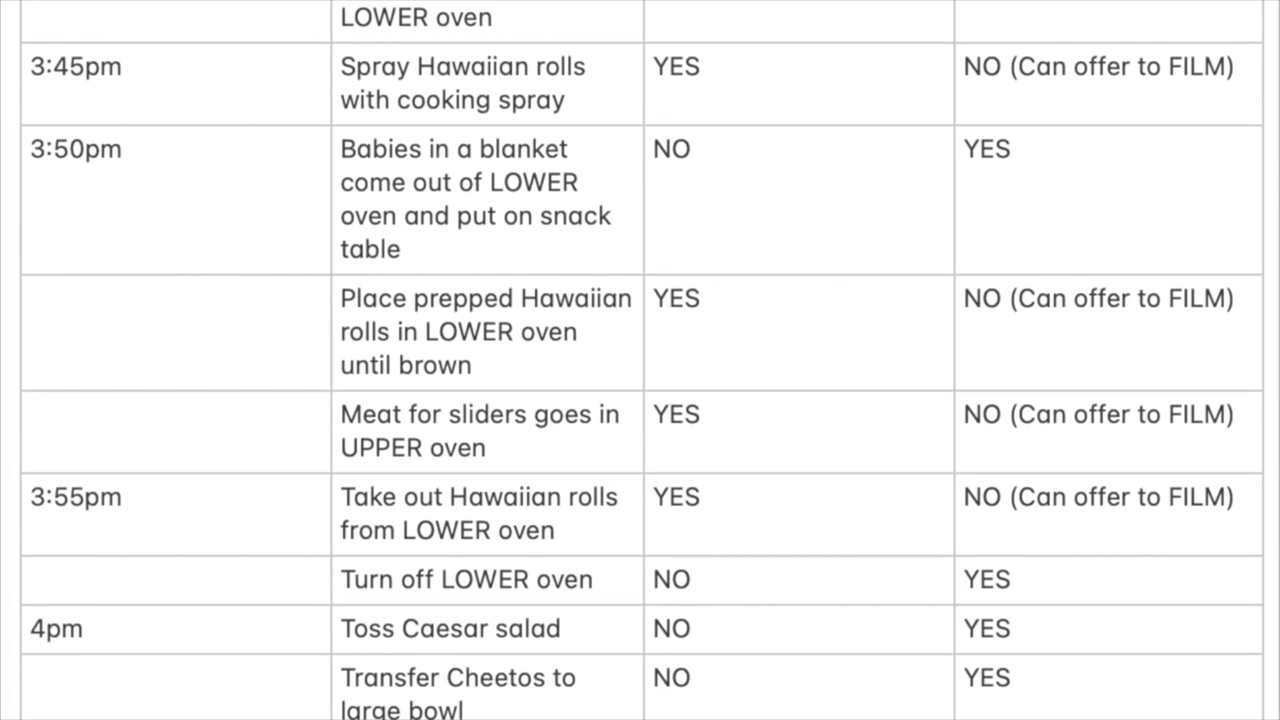 LOWER oven
3:45pm
Spray Hawaiian rolls
with cooking spray
YES
NO (Can offer to FILM)
3:50pm
Babies in a blanket
come out of LOWER
oven and put on snack
table
NO
YES
Place prepped Hawaiian
rolls in LOWER oven
until brown
YES
NO (Can offer to FILM)
Meat for sliders goes in
UPPER oven
YES
NO (Can offer to FILM)
3:55pm
Take out Hawaiian rolls
from LOWER oven
YES
NO (Can offer to FILM)
Turn off LOWER oven
NO
YES
4pm
Toss Caesar salad
NO
YES
Transfer Cheetos to
large bowl
NO
YES